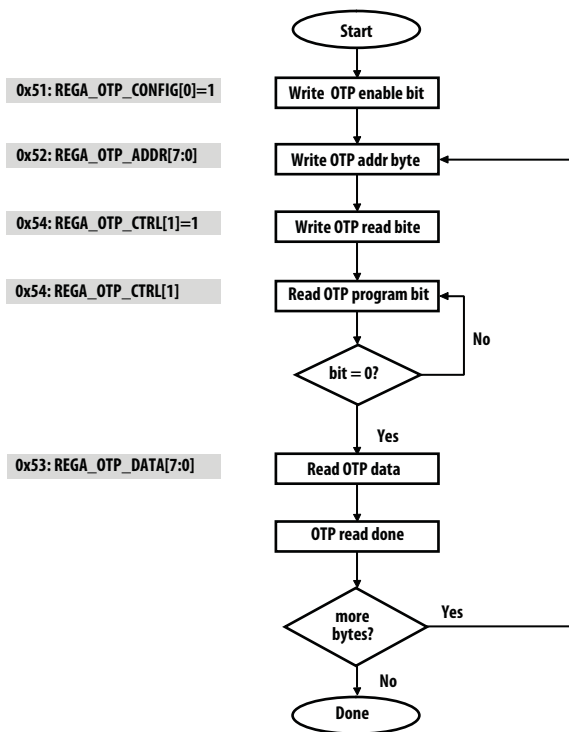 Start
0x51: REGA_OTP_CONFIG[0]=1
Write OTP enable bit
0x52: REGA_OTP_ADDR[7:0]
Write OTP addr byte
0x54: REGA_OTP_CTRL[1]=1
Write OTP read bite
0x54: REGA_OTP_CTRL[1]
Read OTP program bit
No
bit = 0?
Yes
0x53: REGA_OTP_DATA[7:0]
Read OTP data
OTP read done
more
bytes?
Yes
No
Done